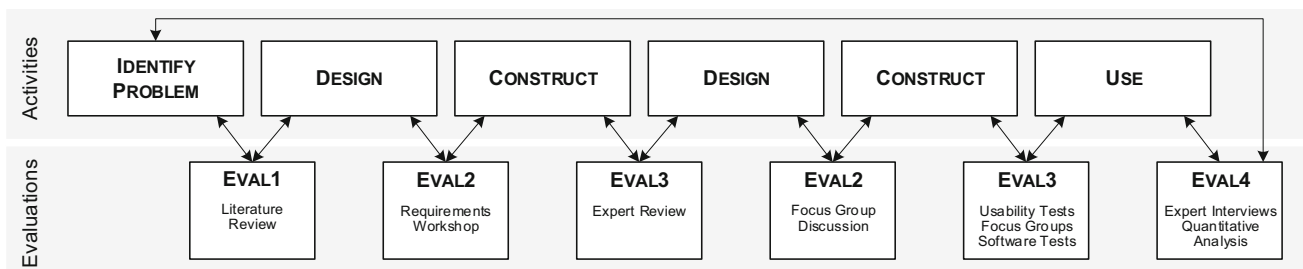 Activities
IDENTIFY
PROBLEM
DESIGN
CONSTRUCT
DESIGN
CONSTRUCT
USE
Evaluations
EVAL1
Literature
Review
EVAL2
Requirements
Workshop
EVAL3
Expert Review
EVAL2
Focus Group
Discussion
EVAL3
Usability Tests
Focus Groups
Software Tests
EVAL4
Expert Interviews
Quantitative
Analysis